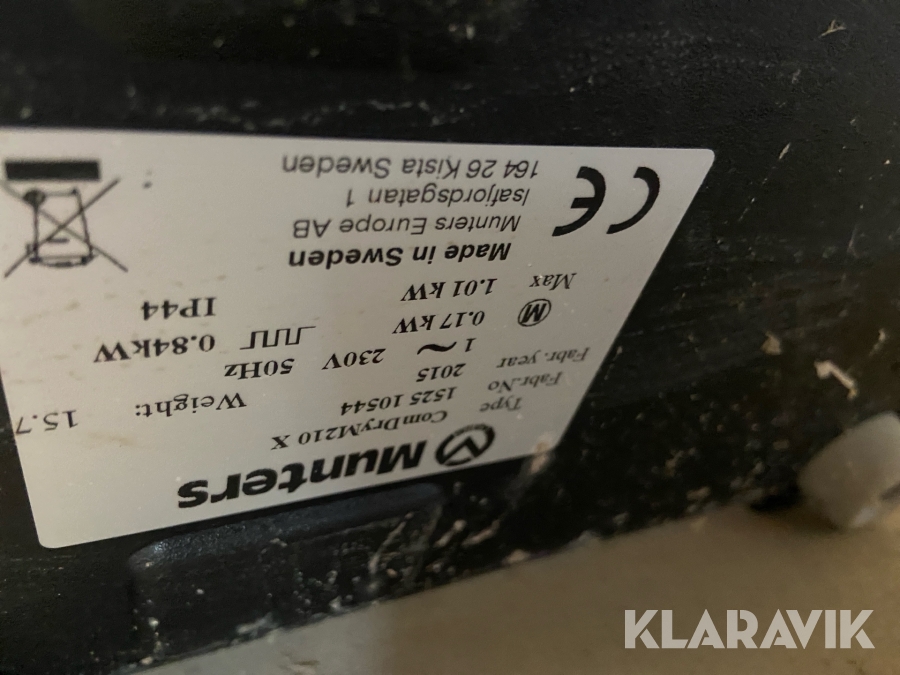 Munters
Type ComDryM210 X
Fabr.No 1525 10544 Weight: 15.7
Fabr. year 2015
1 ~ 230V 50Hz
M 0.17 kW 0.84kW
Max 1.01 kW IP44
Made in Sweden
Munters Europe AB
Isafjordsgatan 1
164 26 Kista Sweden
CE
KLARAVIK